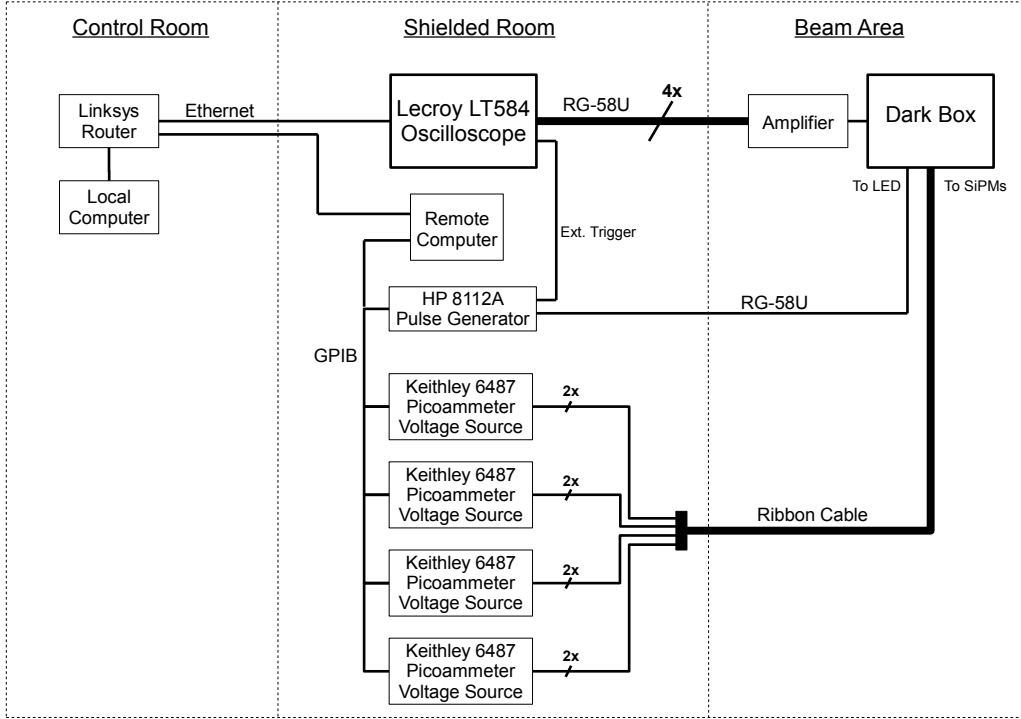 Control Room
Shielded Room
Beam Area
Linksys
Router
Ethernet
Lecroy LT584
Oscilloscope
RG-58U
4x
Amplifier
Dark Box
Local
Computer
Remote
Computer
Ext. Trigger
To LED
To SiPMs
HP 8112A
Pulse Generator
RG-58U
GPIB
Keithley 6487
Picoammeter
Voltage Source
2x
Keithley 6487
Picoammeter
Voltage Source
2x
Ribbon Cable
Keithley 6487
Picoammeter
Voltage Source
2x
Keithley 6487
Picoammeter
Voltage Source
2x